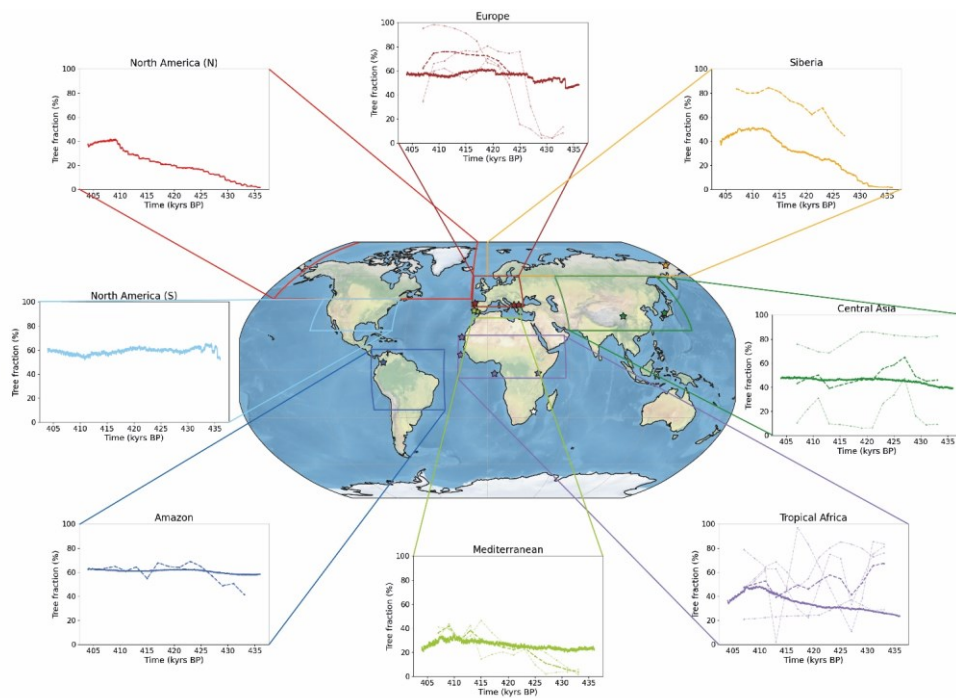 Europe
100
80
60
40
20
0
Tree fraction (%)
405 410 415 420 425 430 435
Time (kyrs BP)
North America (N)
100
80
60
40
20
0
Tree fraction (%)
405 410 415 420 425 430 435
Time (kyrs BP)
Siberia
100
80
60
40
20
0
Tree fraction (%)
405 410 415 420 425 430 435
Time (kyrs BP)
North America (S)
100
80
60
40
20
0
Tree fraction (%)
405 410 415 420 425 430 435
Time (kyrs BP)
Central Asia
100
80
60
40
20
0
Tree fraction (%)
405 410 415 420 425 430 435
Time (kyrs BP)
Amazon
100
80
60
40
20
0
Tree fraction (%)
405 410 415 420 425 430 435
Time (kyrs BP)
Mediterranean
100
80
60
40
20
0
Tree fraction (%)
405 410 415 420 425 430 435
Time (kyrs BP)
Tropical Africa
100
80
60
40
20
0
Tree fraction (%)
405 410 415 420 425 430 435
Time (kyrs BP)